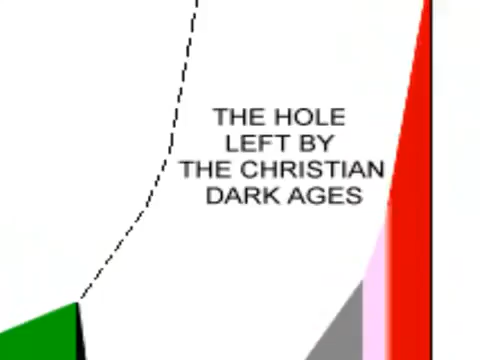 THE HOLE
LEFT BY
THE CHRISTIAN
DARK AGES